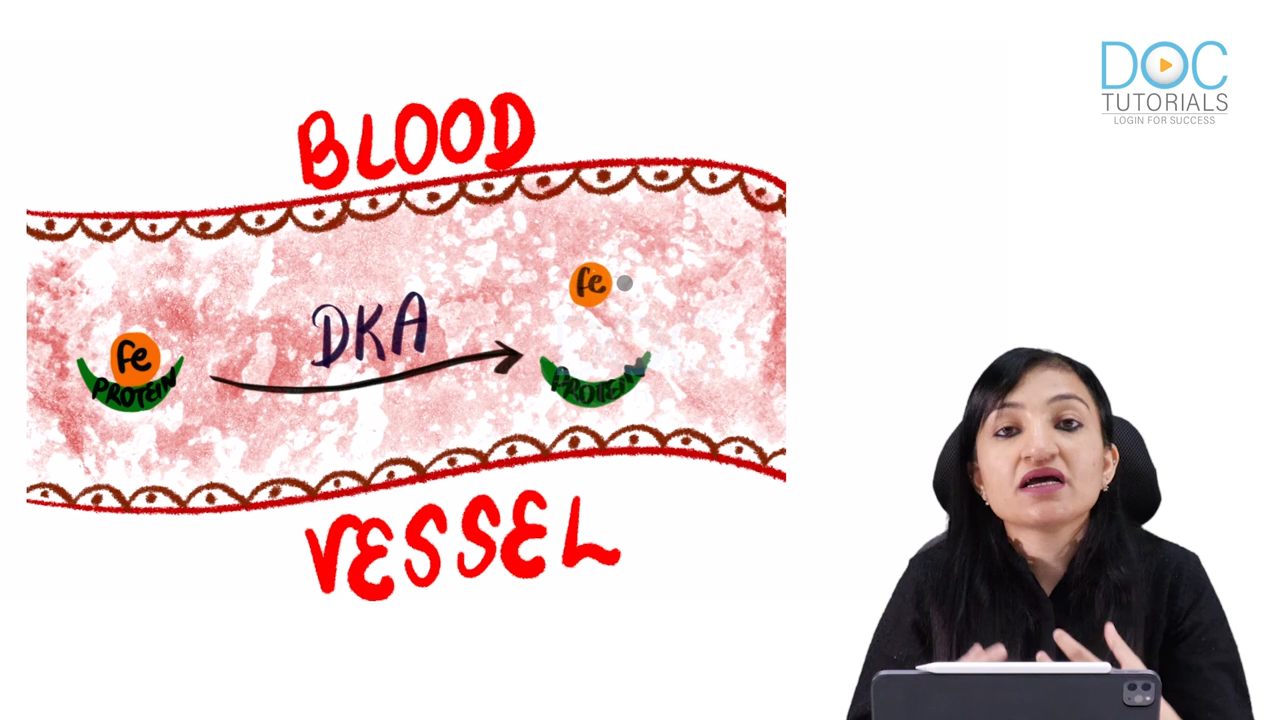 DOC
TUTORIALS
LOGIN FOR SUCCESS
BLOOD
Fe
PROTEIN
DKA
fe
PROTEIN
VESSEL